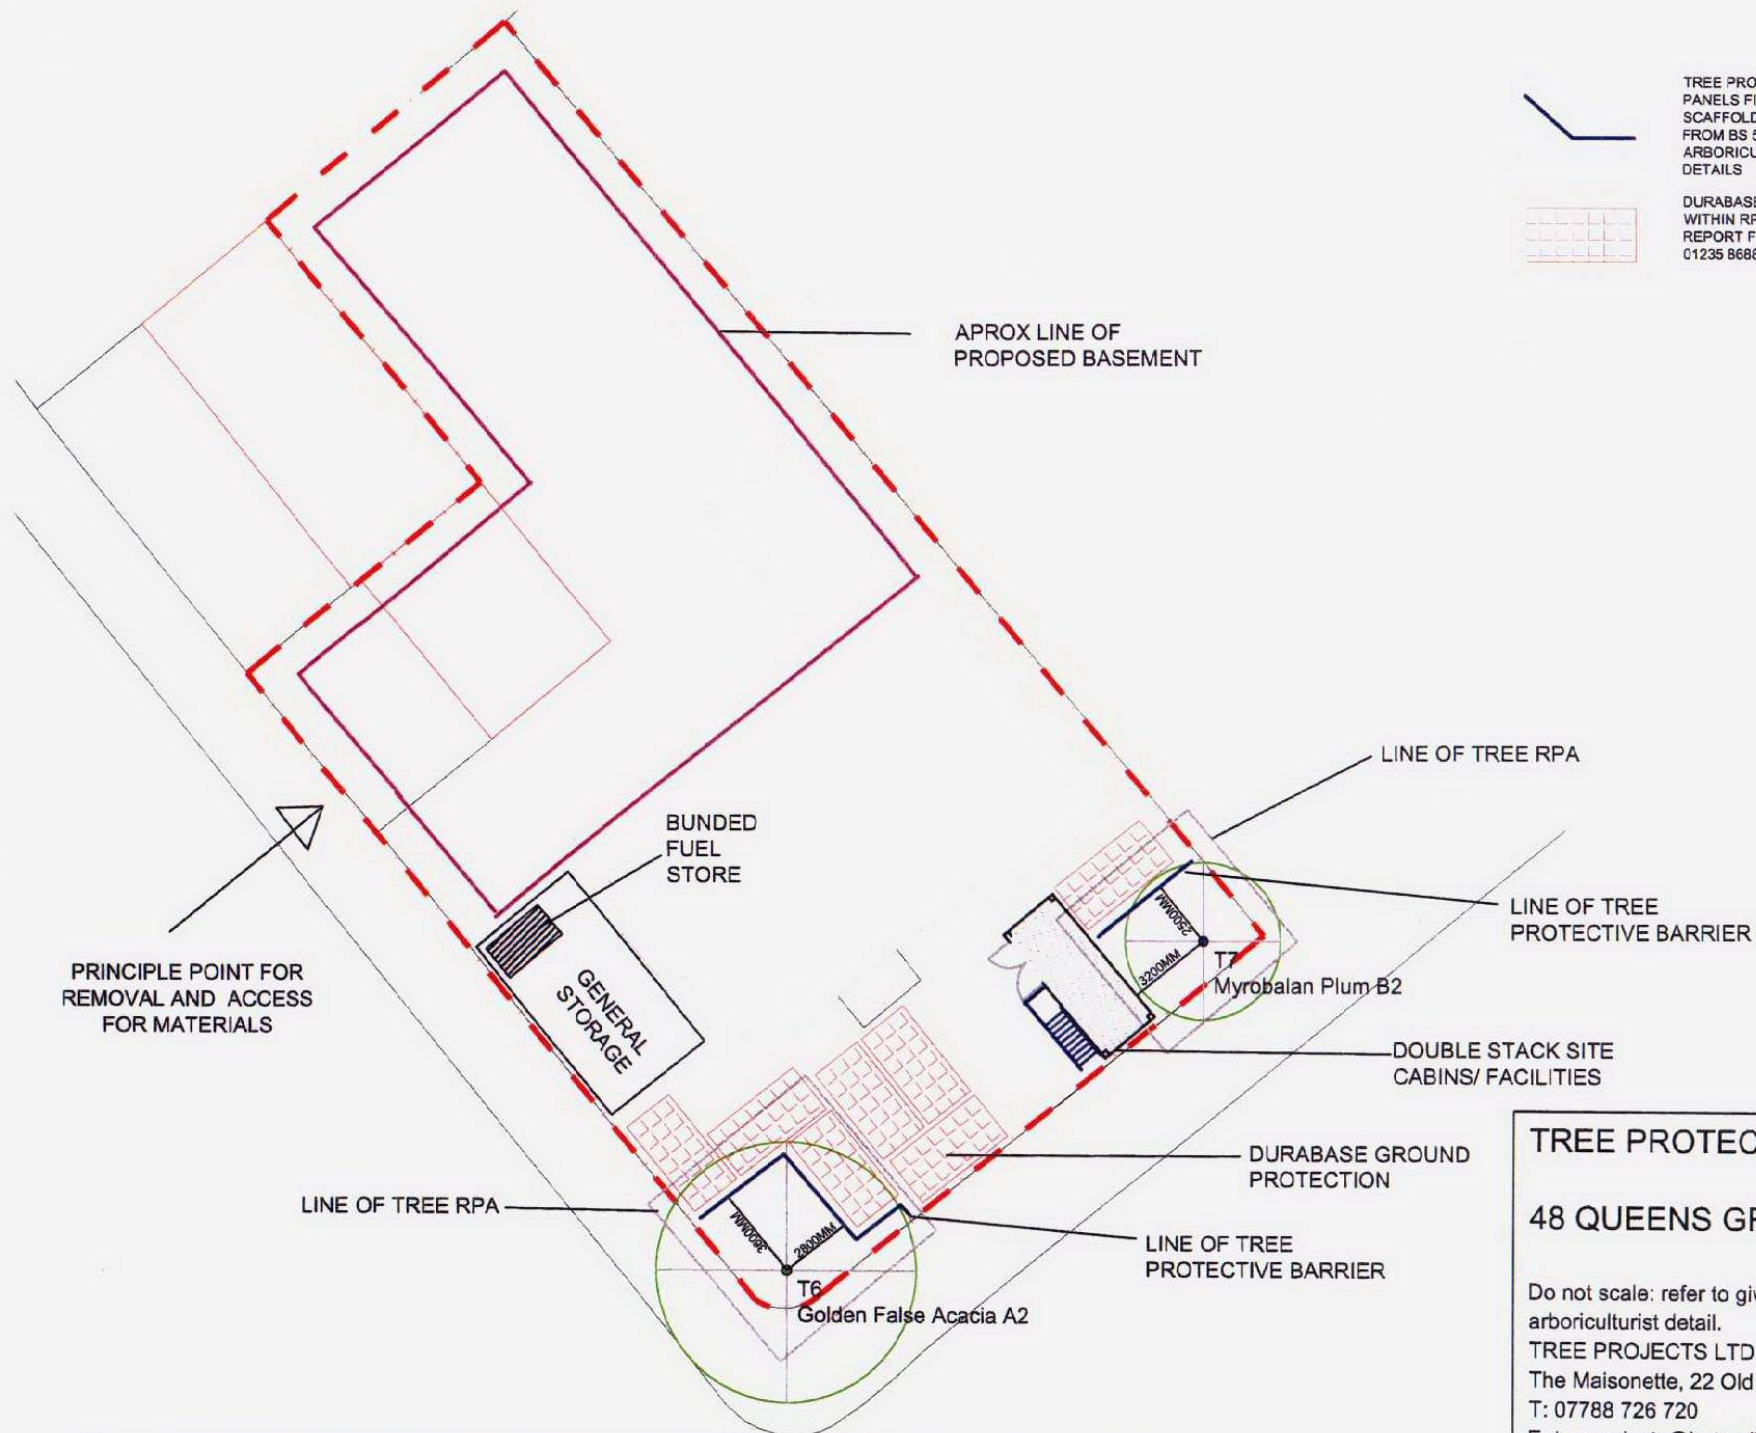 TREE PRO
PANELS FI
SCAFFOLD
FROM BS 5
ARBORICU
DETAILS
DURABASE
WITHIN RP
REPORT F
01235 8688
APROX LINE OF
PROPOSED BASEMENT
LINE OF TREE RPA
BUNDED
FUEL
STORE
LINE OF TREE
PROTECTIVE BARRIER
2500MM
3200MM
T7
Myrobalan Plum B2
PRINCIPLE POINT FOR
REMOVAL AND ACCESS
FOR MATERIALS
GENERAL
STORAGE
DOUBLE STACK SITE
CABINS/ FACILITIES
DURABASE GROUND
PROTECTION
LINE OF TREE RPA
3600MM
2800MM
LINE OF TREE
PROTECTIVE BARRIER
T6
Golden False Acacia A2
TREE PROTEC
48 QUEENS GR
Do not scale: refer to giv
arboriculturist detail.
TREE PROJECTS LTD
The Maisonette, 22 Old
T: 07788 726 720